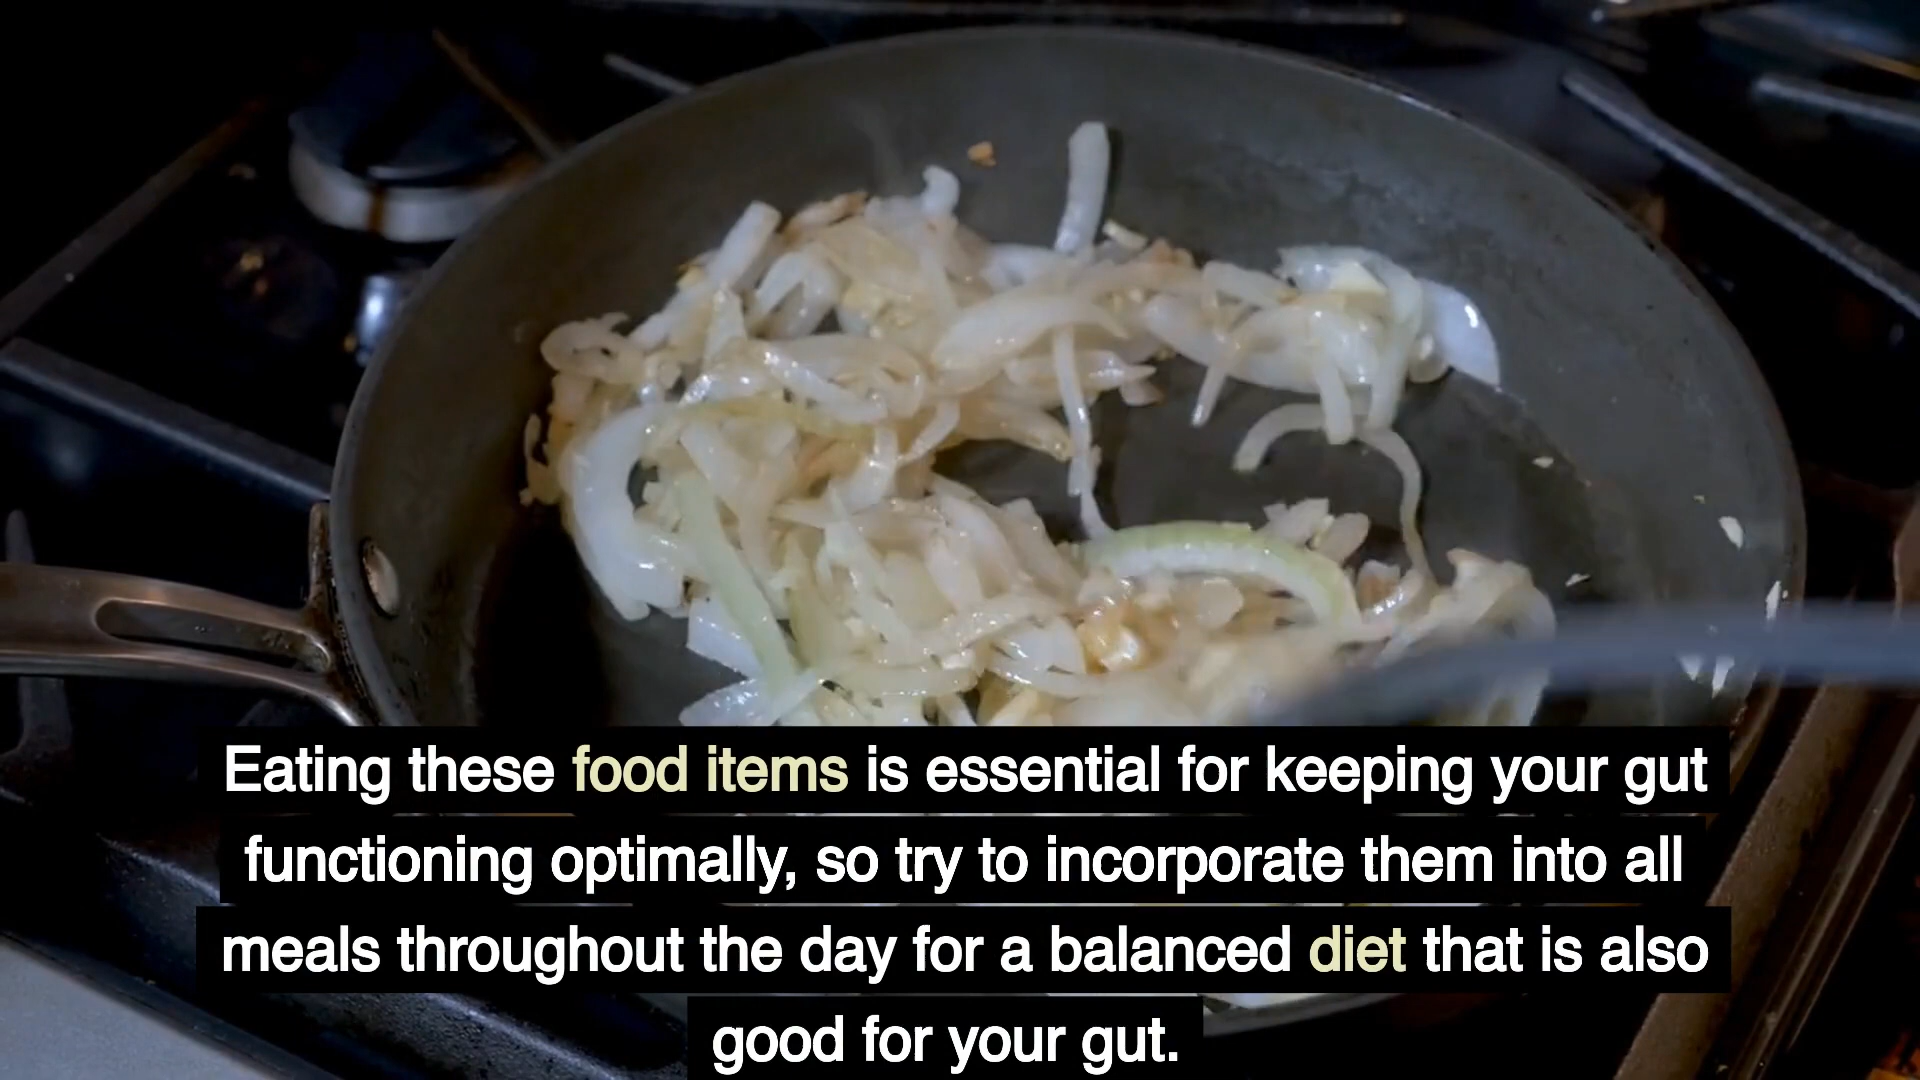 Eating these food items is essential for keeping your gut
functioning optimally, so try to incorporate them into all
meals throughout the day for a balanced diet that is also
good for your gut.